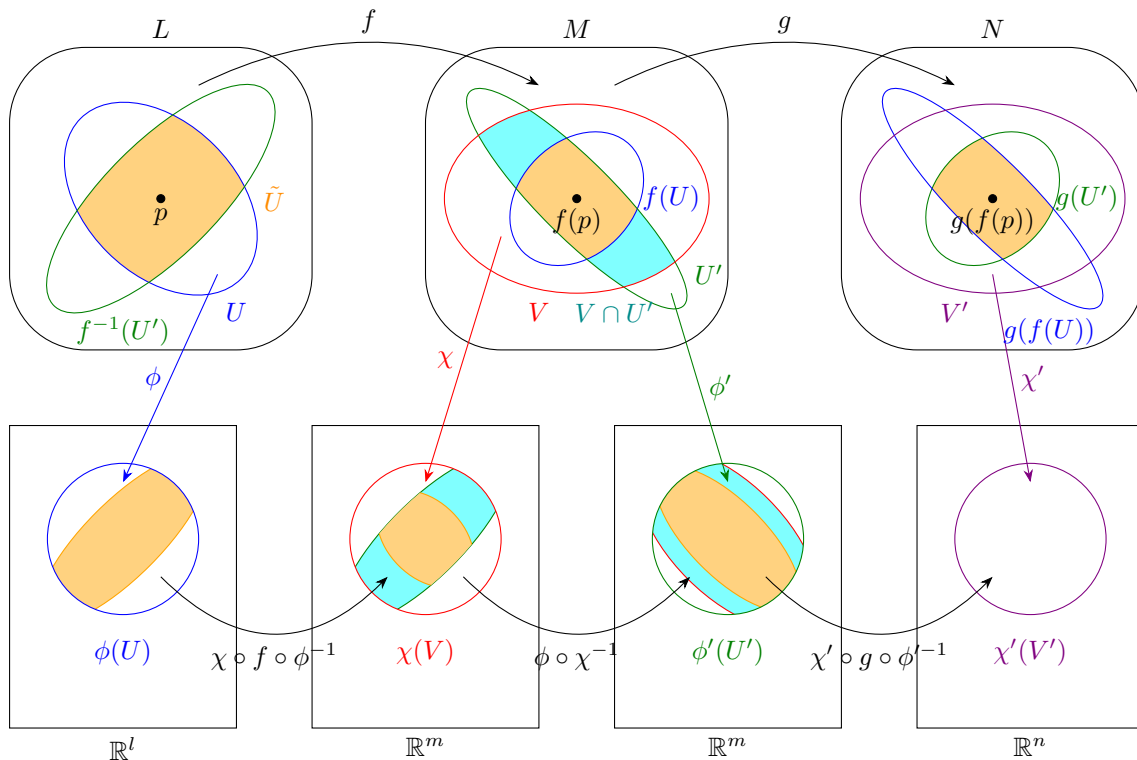 L
f
M
g
N
Ũ
p
f(U)
f(p)
g(U′)
g(f(p))
U′
U
V
V ∩ U′
V′
f⁻¹(U′)
g(f(U))
ϕ
χ
ϕ′
χ′
ϕ(U)
χ ∘ f ∘ ϕ⁻¹
χ(V)
ϕ ∘ χ⁻¹
ϕ′(U′)
χ′ ∘ g ∘ ϕ′⁻¹
χ′(V′)
ℝˡ
ℝᵐ
ℝᵐ
ℝⁿ